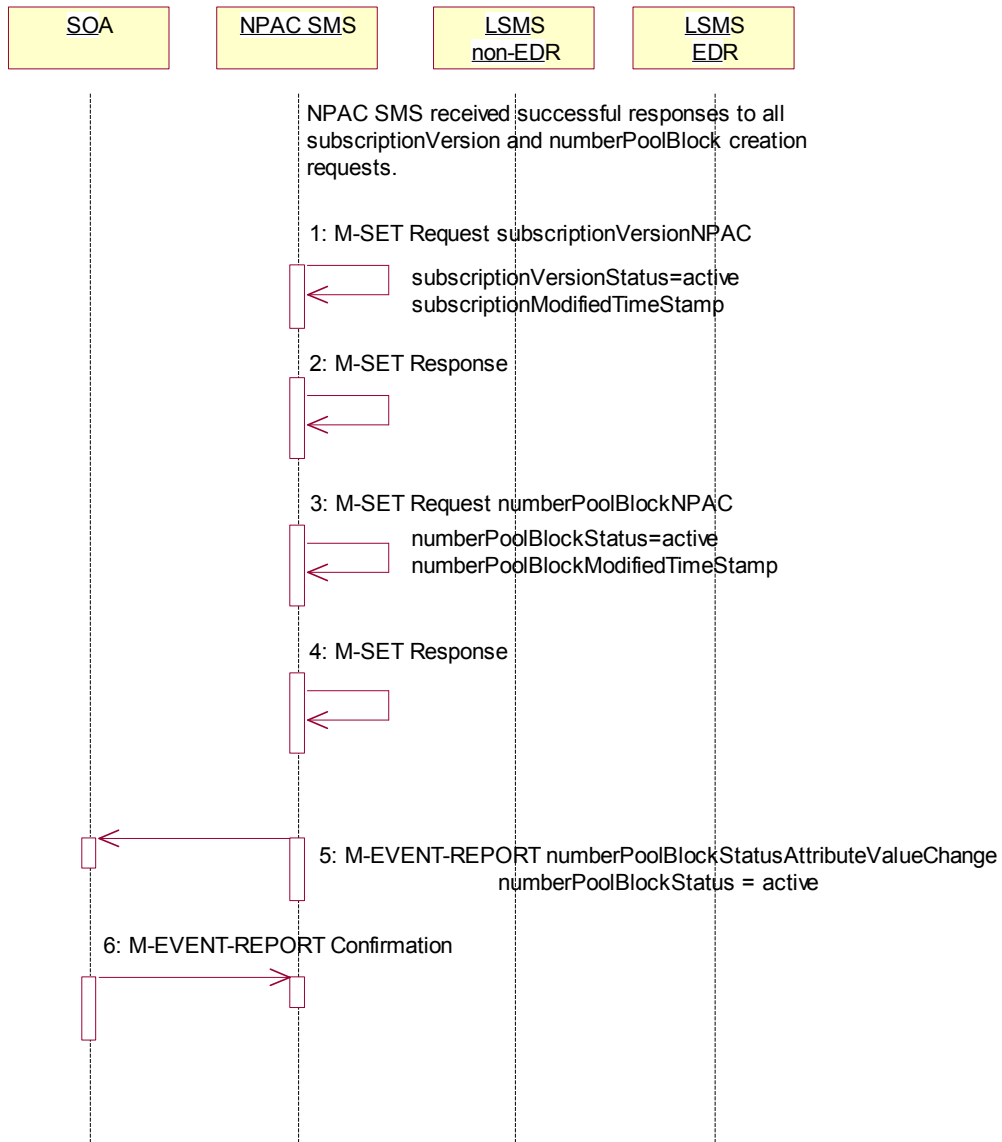 SOA
NPAC SMS
LSMS
non-EDR
LSMS
EDR
NPAC SMS received successful responses to all
subscriptionVersion and numberPoolBlock creation
requests.
1: M-SET Request subscriptionVersionNPAC
subscriptionVersionStatus=active
subscriptionModifiedTimeStamp
2: M-SET Response
3: M-SET Request numberPoolBlockNPAC
numberPoolBlockStatus=active
numberPoolBlockModifiedTimeStamp
4: M-SET Response
5: M-EVENT-REPORT numberPoolBlockStatusAttributeValueChange
numberPoolBlockStatus = active
6: M-EVENT-REPORT Confirmation